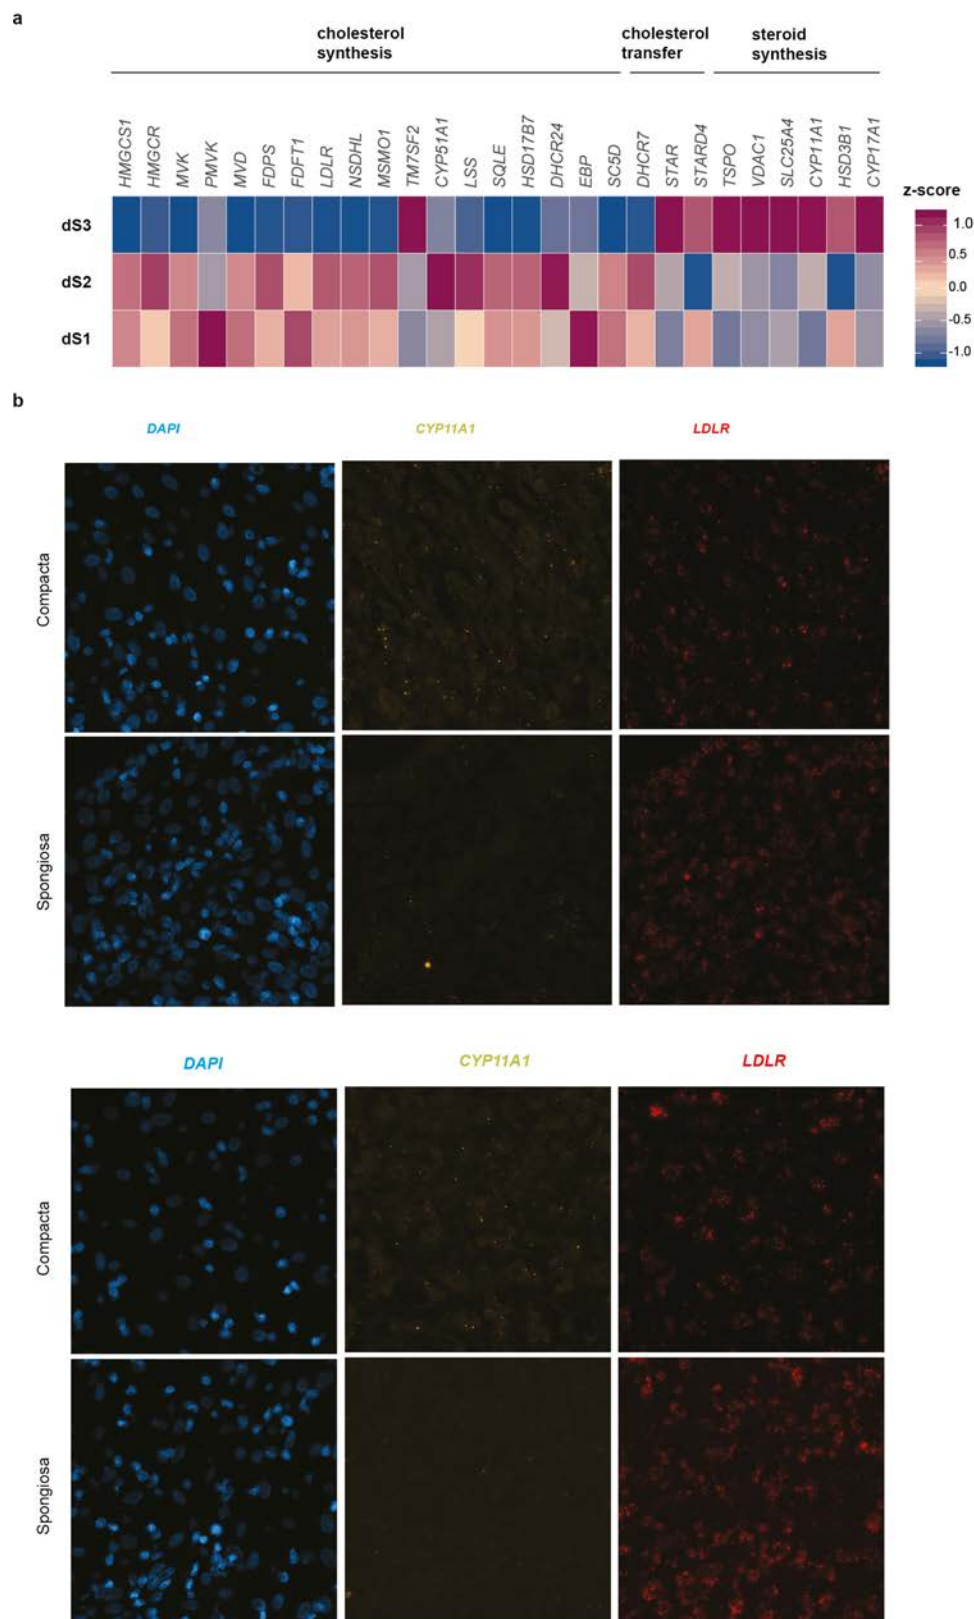 a
cholesterol
synthesis
cholesterol
transfer
steroid
synthesis
HMGCS1
HMGCR
MVK
PMVK
MVD
FDPS
FDFT1
LDLR
NSDHL
MSMO1
TM7SF2
CYP51A1
LSS
SQLE
HSD17B7
DHCR24
EBP
SC5D
DHCR7
STAR
STARD4
TSPO
VDAC1
SLC25A4
CYP11A1
HSD3B1
CYP17A1
z-score
1.0
0.5
0.0
-0.5
-1.0
dS3
dS2
dS1
b
DAPI CYP11A1 LDLR
Compacta
Spongiosa
DAPI CYP11A1 LDLR
Compacta
Spongiosa